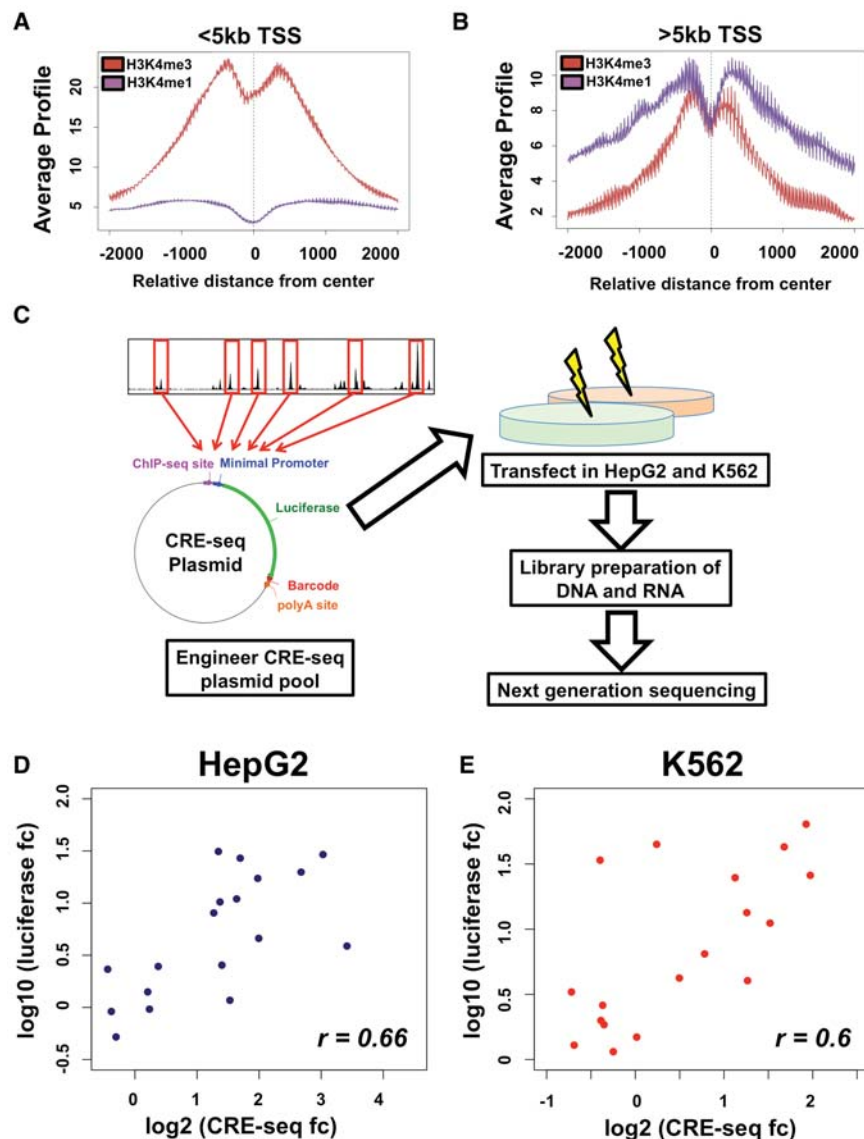 A
<5kb TSS
H3K4me3
H3K4me1
Average Profile
5 10 15 20
-2000 -1000 0 1000 2000
Relative distance from center
B
>5kb TSS
H3K4me3
H3K4me1
Average Profile
2 4 6 8 10
-2000 -1000 0 1000 2000
Relative distance from center
C
ChIP-seq site
Minimal Promoter
Luciferase
CRE-seq
Plasmid
Barcode
polyA site
Engineer CRE-seq
plasmid pool
Transfect in HepG2 and K562
Library preparation of
DNA and RNA
Next generation sequencing
D
HepG2
log10 (luciferase fc)
-0.5 0 0.5 1.0 1.5 2.0
r = 0.66
0 1 2 3 4
log2 (CRE-seq fc)
E
K562
log10 (luciferase fc)
0 0.5 1.0 1.5 2.0
r = 0.6
-1 0 1 2
log2 (CRE-seq fc)